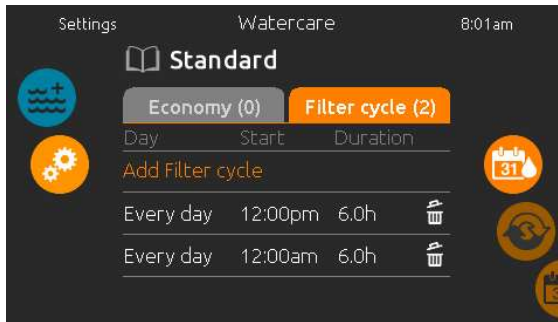 Settings Watercare 8:01am
Standard
Economy (0) Filter cycle (2)
Day Start Duration
Add Filter cycle
31
Every day 12:00pm 6.0h
Every day 12:00am 6.0h